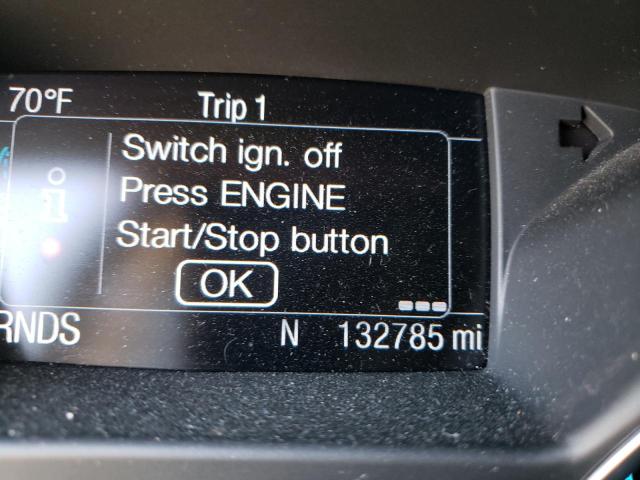 70°F Trip 1
Switch ign. off
i
Press ENGINE
Start/Stop button
OK
RNDS N 132785 mi